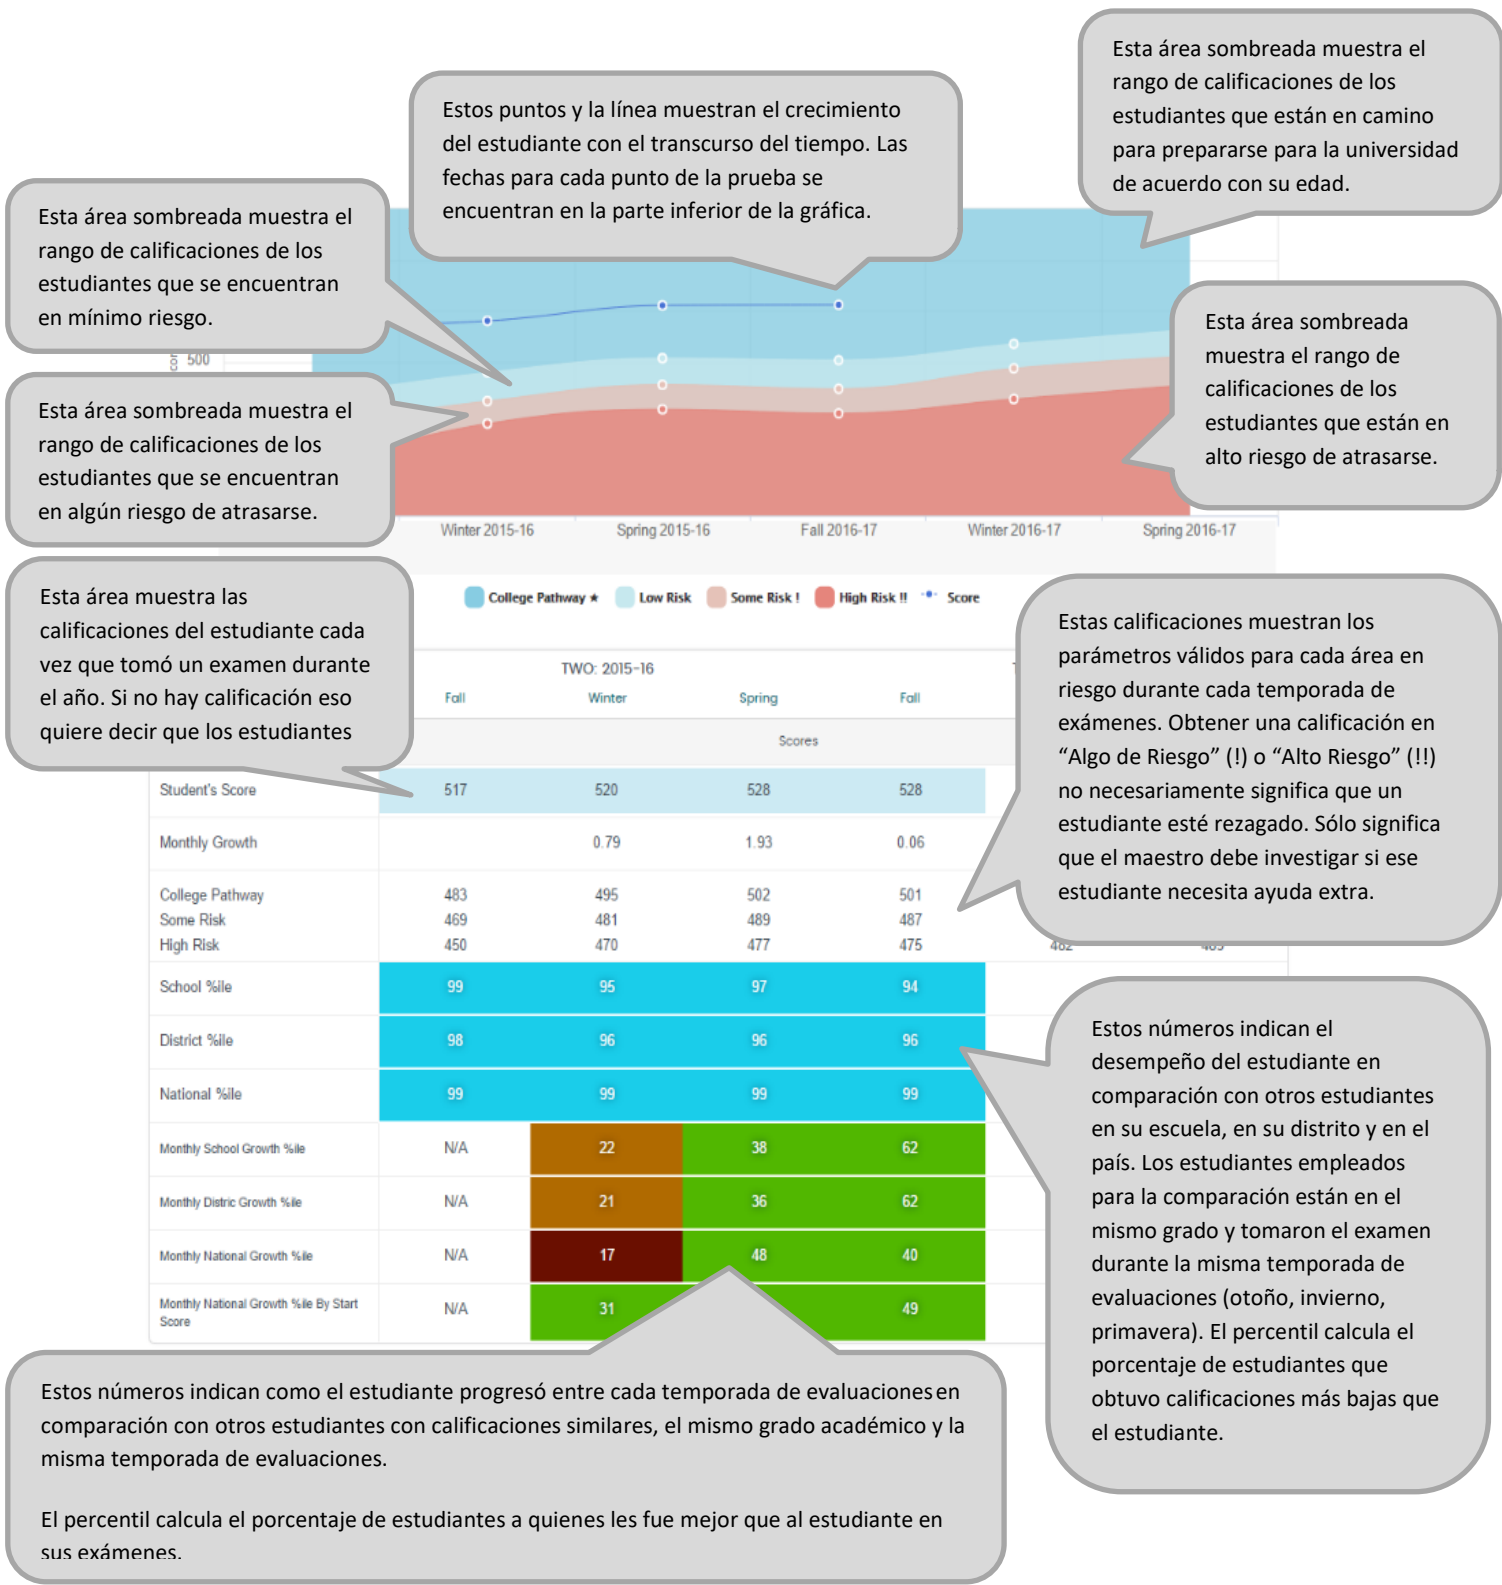 Esta área sombreada muestra el
rango de calificaciones de los
estudiantes que están en camino
para prepararse para la universidad
de acuerdo con su edad.
Estos puntos y la línea muestran el crecimiento
del estudiante con el transcurso del tiempo. Las
fechas para cada punto de la prueba se
encuentran en la parte inferior de la gráfica.
Esta área sombreada muestra el
rango de calificaciones de los
estudiantes que se encuentran
en mínimo riesgo.
Esta área sombreada
muestra el rango de
calificaciones de los
estudiantes que están en
alto riesgo de atrasarse.
500
Esta área sombreada muestra el
rango de calificaciones de los
estudiantes que se encuentran
en algún riesgo de atrasarse.
Winter 2015-16 Spring 2015-16 Fall 2016-17 Winter 2016-17 Spring 2016-17
College Pathway ★ Low Risk Some Risk ! High Risk !! Score
Esta área muestra las
calificaciones del estudiante cada
vez que tomó un examen durante
el año. Si no hay calificación eso
quiere decir que los estudiantes
Estas calificaciones muestran los
parámetros válidos para cada área en
riesgo durante cada temporada de
exámenes. Obtener una calificación en
“Algo de Riesgo” (!) o “Alto Riesgo” (!!)
no necesariamente significa que un
estudiante esté rezagado. Sólo significa
que el maestro debe investigar si ese
estudiante necesita ayuda extra.
TWO: 2015-16
Fall Winter Spring Fall
Scores
Student's Score 517 520 528 528
Monthly Growth 0.79 1.93 0.06
College Pathway 483 495 502 501
Some Risk 469 481 489 487
High Risk 450 470 477 475
School %ile 99 95 97 94
District %ile 98 96 96 96
National %ile 99 99 99 99
Monthly School Growth %ile N/A 22 38 62
Monthly Distric Growth %ile N/A 21 36 62
Monthly National Growth %ile N/A 17 48 40
Monthly National Growth %ile By Start
Score N/A 31 49
Estos números indican el
desempeño del estudiante en
comparación con otros estudiantes
en su escuela, en su distrito y en el
país. Los estudiantes empleados
para la comparación están en el
mismo grado y tomaron el examen
durante la misma temporada de
evaluaciones (otoño, invierno,
primavera). El percentil calcula el
porcentaje de estudiantes que
obtuvo calificaciones más bajas que
el estudiante.
Estos números indican como el estudiante progresó entre cada temporada de evaluaciones en
comparación con otros estudiantes con calificaciones similares, el mismo grado académico y la
misma temporada de evaluaciones.
El percentil calcula el porcentaje de estudiantes a quienes les fue mejor que al estudiante en
sus exámenes.